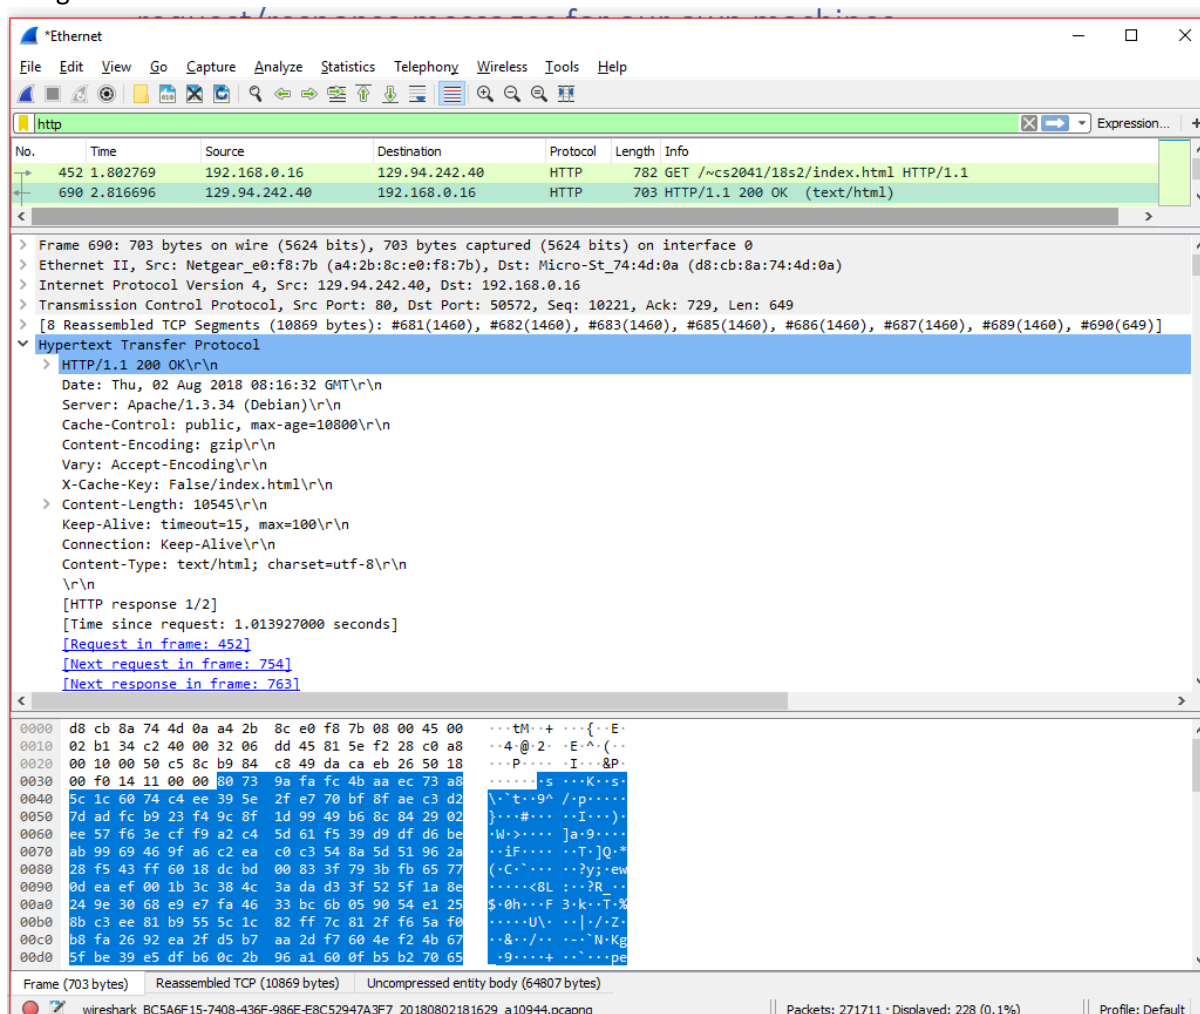 *Ethernet
File Edit View Go Capture Analyze Statistics Telephony Wireless Tools Help
http Expression... +
No. Time Source Destination Protocol Length Info
452 1.802769 192.168.0.16 129.94.242.40 HTTP 782 GET /~cs2041/18s2/index.html HTTP/1.1
690 2.816696 129.94.242.40 192.168.0.16 HTTP 703 HTTP/1.1 200 OK (text/html)
Frame 690: 703 bytes on wire (5624 bits), 703 bytes captured (5624 bits) on interface 0
Ethernet II, Src: Netgear_e0:f8:7b (a4:2b:8c:e0:f8:7b), Dst: Micro-St_74:4d:0a (d8:cb:8a:74:4d:0a)
Internet Protocol Version 4, Src: 129.94.242.40, Dst: 192.168.0.16
Transmission Control Protocol, Src Port: 80, Dst Port: 50572, Seq: 10221, Ack: 729, Len: 649
[8 Reassembled TCP Segments (10869 bytes): #681(1460), #682(1460), #683(1460), #685(1460), #686(1460), #687(1460), #689(1460), #690(649)]
Hypertext Transfer Protocol
HTTP/1.1 200 OK\r\n
Date: Thu, 02 Aug 2018 08:16:32 GMT\r\n
Server: Apache/1.3.34 (Debian)\r\n
Cache-Control: public, max-age=10800\r\n
Content-Encoding: gzip\r\n
Vary: Accept-Encoding\r\n
X-Cache-Key: False/index.html\r\n
Content-Length: 10545\r\n
Keep-Alive: timeout=15, max=100\r\n
Connection: Keep-Alive\r\n
Content-Type: text/html; charset=utf-8\r\n
\r\n
[HTTP response 1/2]
[Time since request: 1.013927000 seconds]
[Request in frame: 452]
[Next request in frame: 754]
[Next response in frame: 763]
0000 d8 cb 8a 74 4d 0a a4 2b 8c e0 f8 7b 08 00 45 00 ···tM··+ ···{··E·
0010 02 b1 34 c2 40 00 32 06 dd 45 81 5e f2 28 c0 a8 ··4·@·2· ·E·^·(··
0020 00 10 00 50 c5 8c b9 84 c8 49 da ca eb 26 50 18 ···P···· ·I···&P·
0030 00 f0 14 11 00 00 80 73 9a fa fc 4b aa ec 73 a8 ·······s ···K··s·
0040 5c 1c 60 74 c4 ee 39 5e 2f e7 70 bf 8f ae c3 d2 \·`t··9^ /·p·····
0050 7d ad fc b9 23 f4 9c 8f 1d 99 49 b6 8c 84 29 02 }···#··· ··I···)·
0060 ee 57 f6 3e cf f9 a2 c4 5d 61 f5 39 d9 df d6 be ·W·>···· ]a·9····
0070 ab 99 69 46 9f a6 c2 ea c0 c3 54 8a 5d 51 96 2a ··iF···· ··T·]Q·*
0080 28 f5 43 ff 60 18 dc bd 00 83 3f 79 3b fb 65 77 (·C·`··· ··?y;·ew
0090 0d ea ef 00 1b 3c 38 4c 3a da d3 3f 52 5f 1a 8e ·····<8L :··?R_··
00a0 24 9e 30 68 e9 e7 fa 46 33 bc 6b 05 90 54 e1 25 $·0h···F 3·k··T·%
00b0 8b c3 ee 81 b9 55 5c 1c 82 ff 7c 81 2f f6 5a f0 ·····U\· ··|·/·Z·
00c0 b8 fa 26 92 ea 2f d5 b7 aa 2d f7 60 4e f2 4b 67 ··&··/·· ·-·`N·Kg
00d0 5f be 39 e5 df b6 0c 2b 96 a1 60 0f b5 b2 70 65 _·9····+ ··`···pe
Frame (703 bytes) Reassembled TCP (10869 bytes) Uncompressed entity body (64807 bytes)
wireshark_BC5A6F15-7408-436F-986E-E8C52947A3F7_20180802181629_a10944.pcapng Packets: 271711 · Displayed: 228 (0.1%) Profile: Default